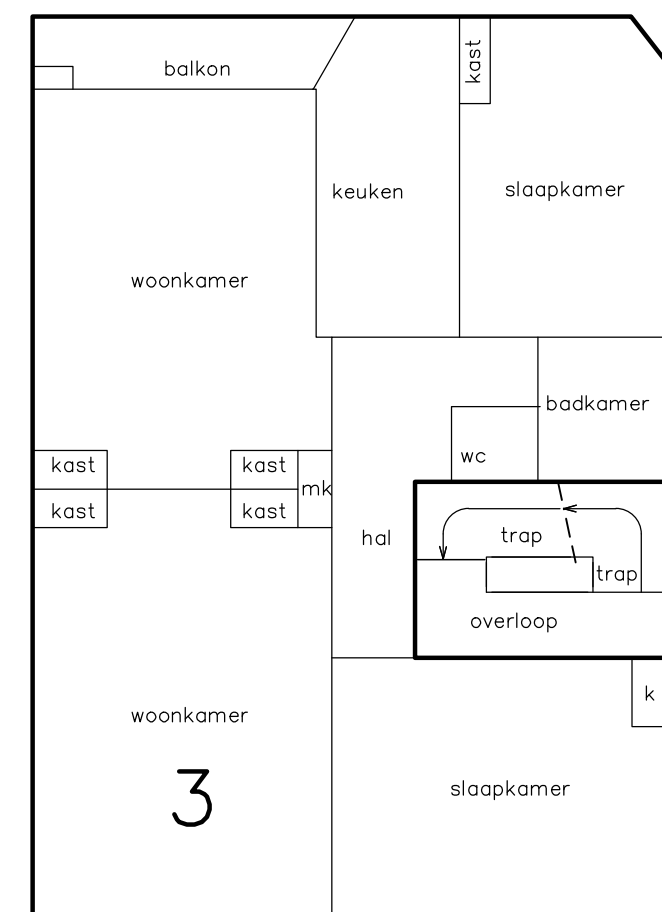 kast
balkon
keuken
slaapkamer
woonkamer
badkamer
wc
kast
kast
mk
kast
kast
hal
trap
trap
overloop
k
woonkamer
slaapkamer
3